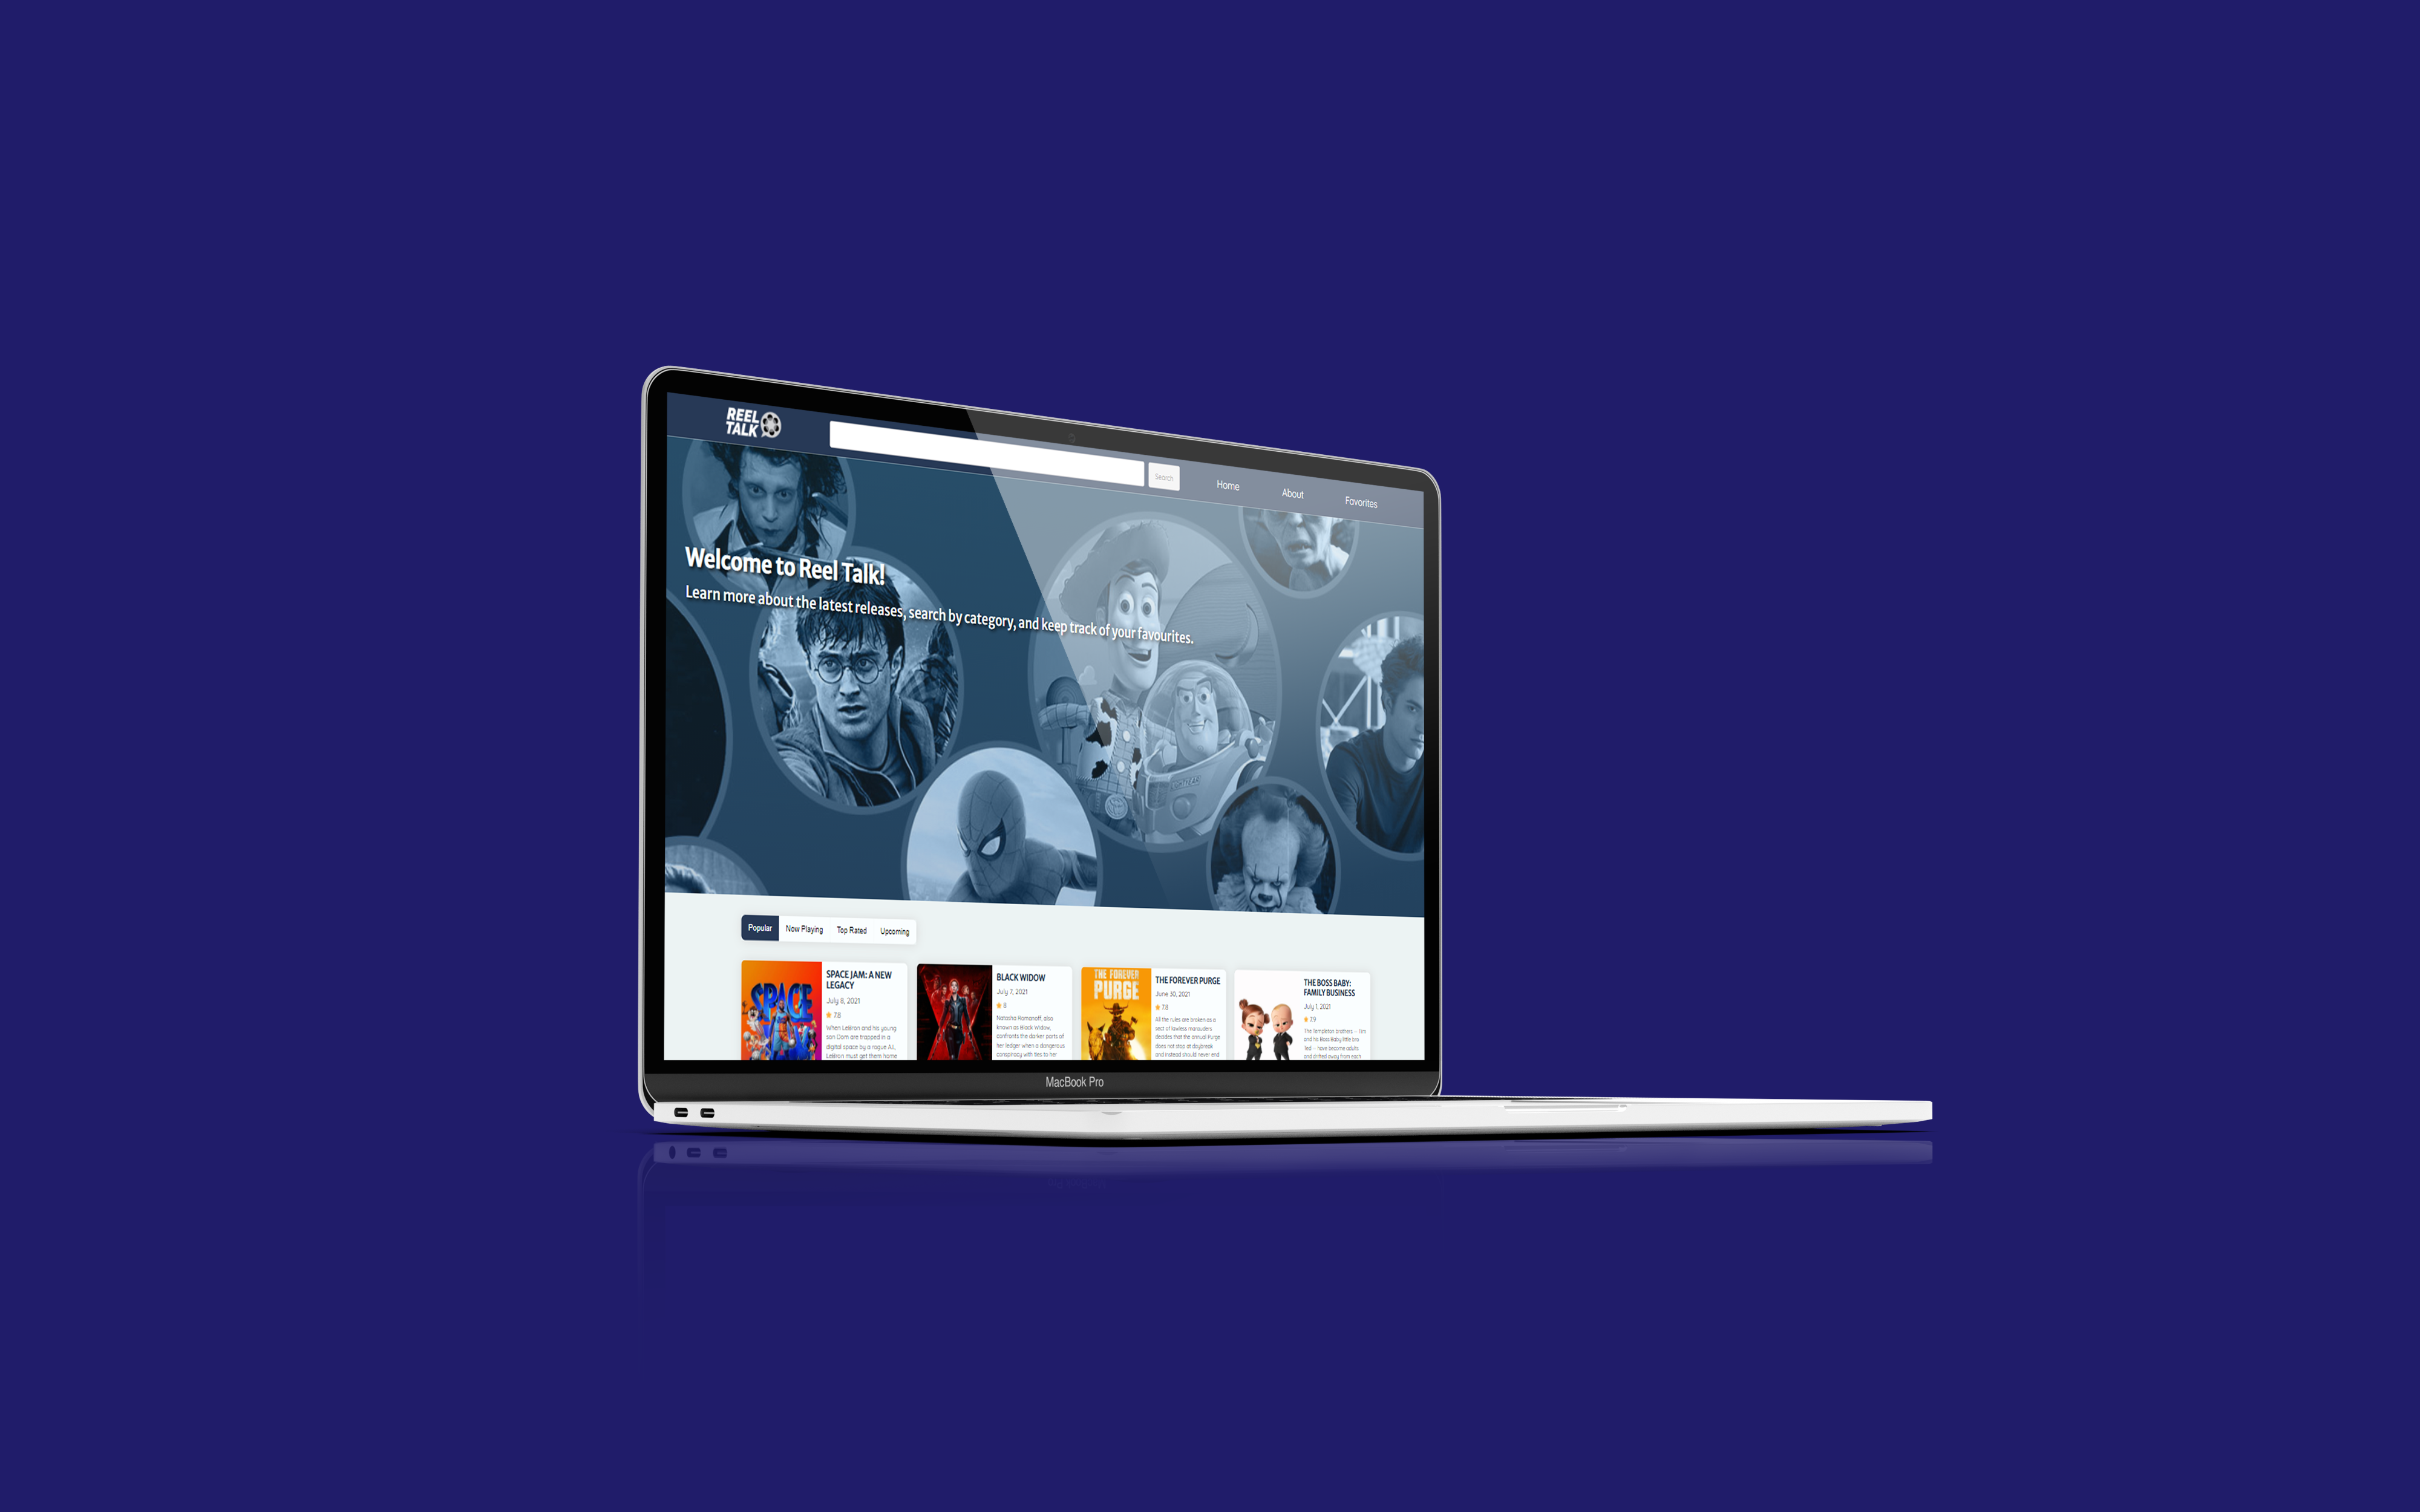 REEL
TALK
Search
Home
About
Favorites
Welcome to Reel Talk!
Learn more about the latest releases, search by category, and keep track of your favourites.
Popular
Now Playing
Top Rated
Upcoming
SPACE
SPACE JAM: A NEW
LEGACY
July 8, 2021
7.8
When LeBron and his young
son Dom are trapped in a
digital space by a rogue A.I.,
LeBron must get them home
BLACK WIDOW
July 7, 2021
8
Natasha Romanoff, also
known as Black Widow,
confronts the darker parts of
her ledger when a dangerous
conspiracy with ties to her
THE FOREVER
PURGE
THE FOREVER PURGE
June 30, 2021
7.8
All the rules are broken as a
sect of lawless marauders
decides that the annual Purge
does not stop at daybreak
and instead should never end
THE BOSS BABY:
FAMILY BUSINESS
July 1, 2021
7.9
The Templeton brothers - Tim
and his Boss Baby little bro
Ted - have become adults
and drifted away from each
MacBook Pro